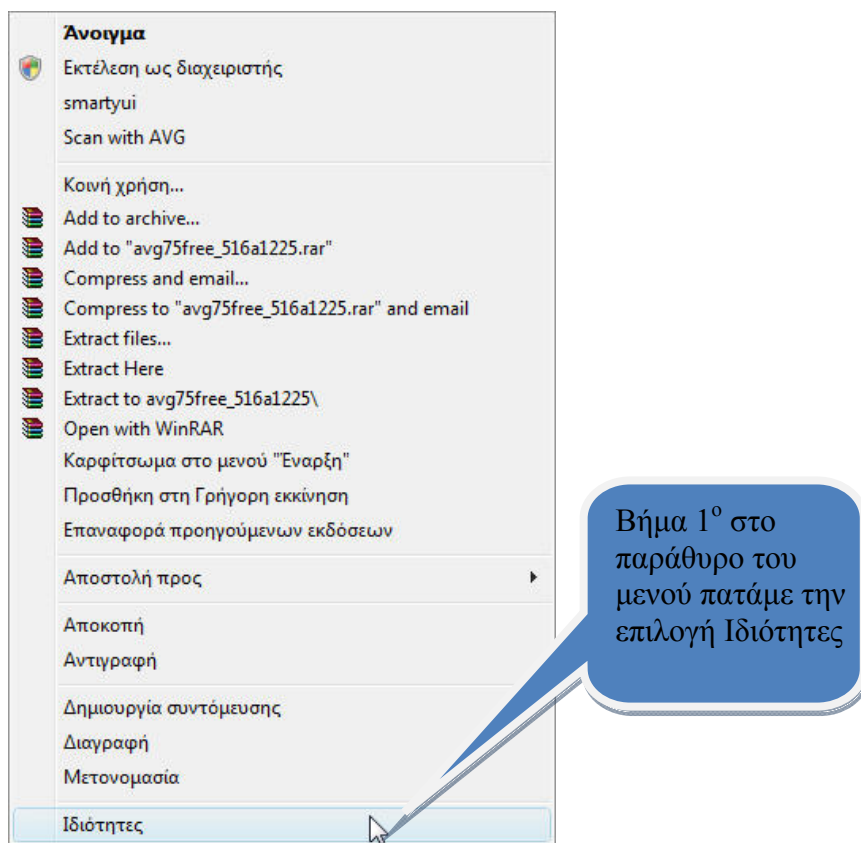 Άνοιγμα
Εκτέλεση ως διαχειριστής
smartyui
Scan with AVG
Κοινή χρήση...
Add to archive...
Add to "avg75free_516a1225.rar"
Compress and email...
Compress to "avg75free_516a1225.rar" and email
Extract files...
Extract Here
Extract to avg75free_516a1225\
Open with WinRAR
Καρφίτσωμα στο μενού "Έναρξη"
Προσθήκη στη Γρήγορη εκκίνηση
Επαναφορά προηγούμενων εκδόσεων
Αποστολή προς
Αποκοπή
Αντιγραφή
Δημιουργία συντόμευσης
Διαγραφή
Μετονομασία
Ιδιότητες
Βήμα 1º στο
παράθυρο του
μενού πατάμε την
επιλογή Ιδιότητες